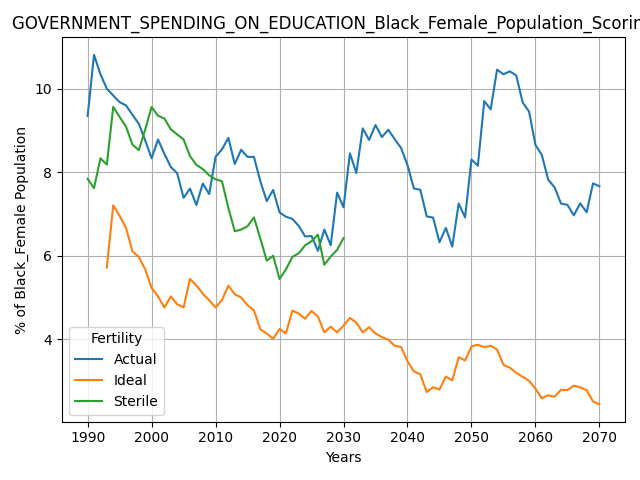 GOVERNMENT_SPENDING_ON_EDUCATION_Black_Female_Population_Scorin
% of Black_Female Population
10
8
6
4
Fertility
Actual
Ideal
Sterile
1990 2000 2010 2020 2030 2040 2050 2060 2070
Years